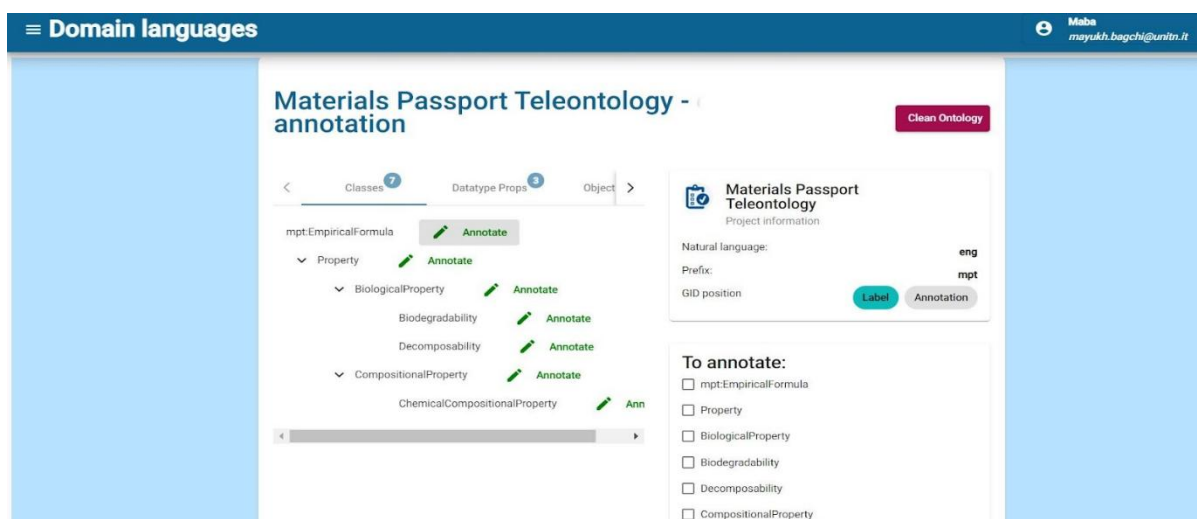 Domain languages
Maba
mayukh.bagchi@unitn.it
Materials Passport Teleontology -
annotation
Clean Ontology
Classes 7
Datatype Props 3
Object
mpt:EmpiricalFormula Annotate
Property Annotate
BiologicalProperty Annotate
Biodegradability Annotate
Decomposability Annotate
CompositionalProperty Annotate
ChemicalCompositionalProperty Ann
Materials Passport
Teleontology
Project information
Natural language: eng
Prefix: mpt
GID position Label Annotation
To annotate:
mpt:EmpiricalFormula
Property
BiologicalProperty
Biodegradability
Decomposability
CompositionalProperty